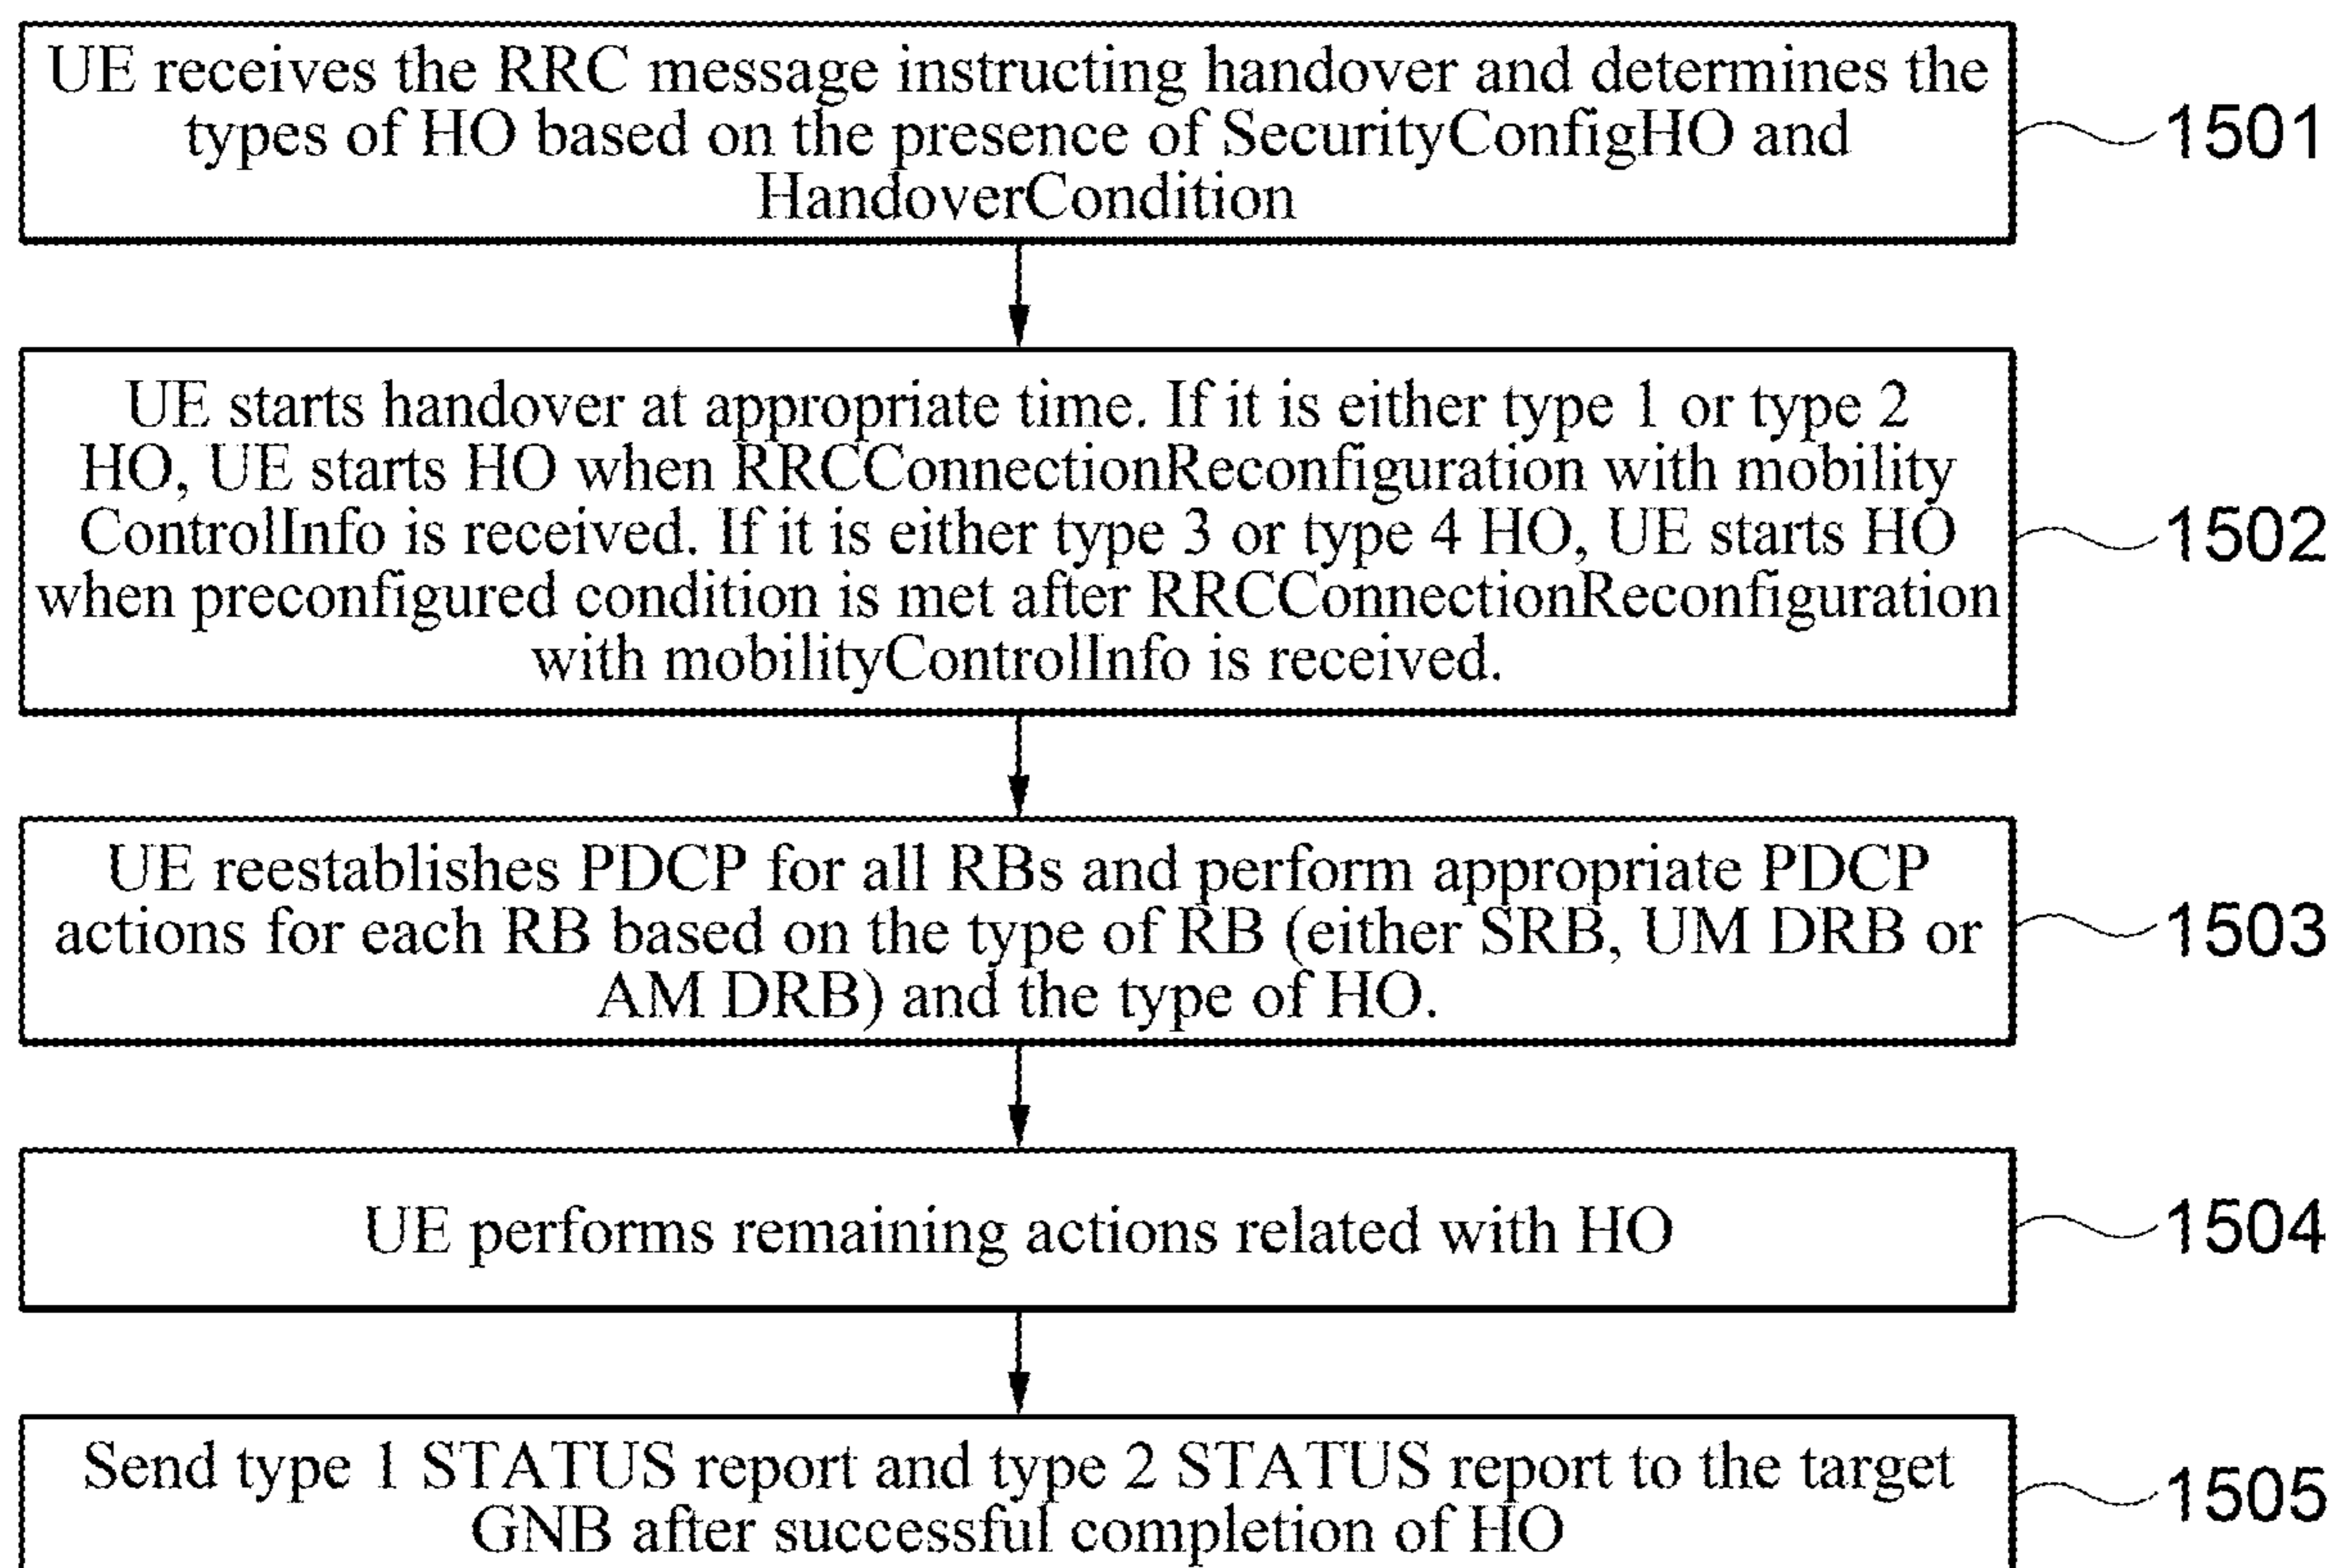 UE receives the RRC message instructing handover and determines the
types of HO based on the presence of SecurityConfigHO and
HandoverCondition
1501
UE starts handover at appropriate time. If it is either type 1 or type 2
HO, UE starts HO when RRCConnectionReconfiguration with mobility
ControlInfo is received. If it is either type 3 or type 4 HO, UE starts HO
when preconfigured condition is met after RRCConnectionReconfiguration
with mobilityControlInfo is received.
1502
UE reestablishes PDCP for all RBs and perform appropriate PDCP
actions for each RB based on the type of RB (either SRB, UM DRB or
AM DRB) and the type of HO.
1503
UE performs remaining actions related with HO
1504
Send type 1 STATUS report and type 2 STATUS report to the target
GNB after successful completion of HO
1505